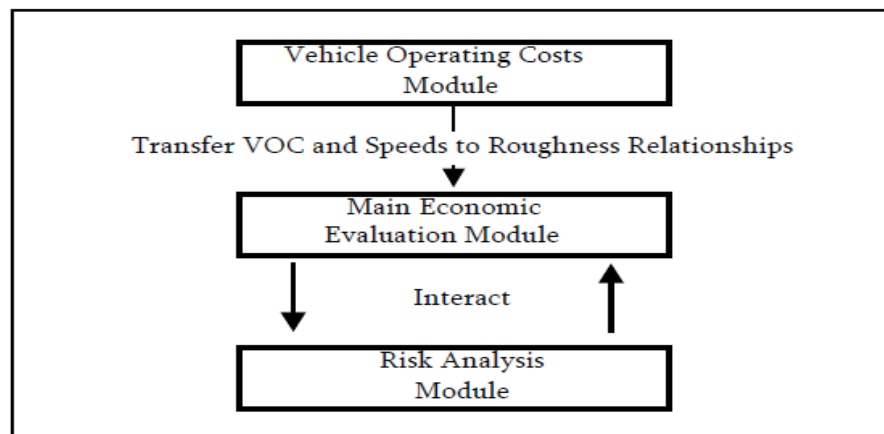 Vehicle Operating Costs
Module
Transfer VOC and Speeds to Roughness Relationships
Main Economic
Evaluation Module
Interact
Risk Analysis
Module